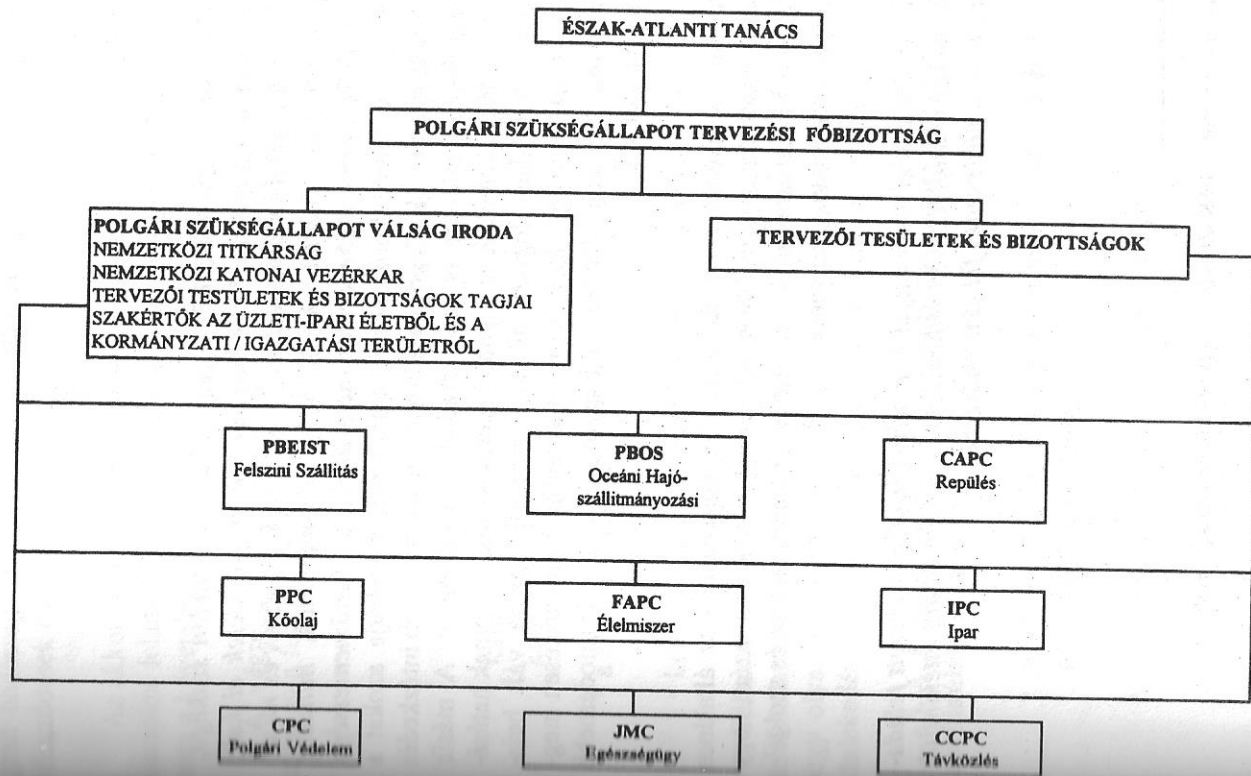 ÉSZAK-ATLANTI TANÁCS
POLGÁRI SZÜKSÉGÁLLAPOT TERVEZÉSI FŐBIZOTTSÁG
POLGÁRI SZÜKSÉGÁLLAPOT VÁLSÁG IRODA
NEMZETKÖZI TITKÁRSÁG
NEMZETKÖZI KATONAI VEZÉRKAR
TERVEZŐI TESTÜLETEK ÉS BIZOTTSÁGOK TAGJAI
SZAKÉRTŐK AZ ÜZLETI-IPARI ÉLETBŐL ÉS A
KORMÁNYZATI / IGAZGATÁSI TERÜLETRŐL
TERVEZŐI TESÜLETEK ÉS BIZOTTSÁGOK
PBEIST
Felszini Szállitás
PBOS
Oceáni Hajó-
szállitmányozási
CAPC
Repülés
PPC
Kőolaj
FAPC
Élelmiszer
IPC
Ipar
CPC
Polgári Védelem
JMC
Egészségügy
CCPC
Távközlés